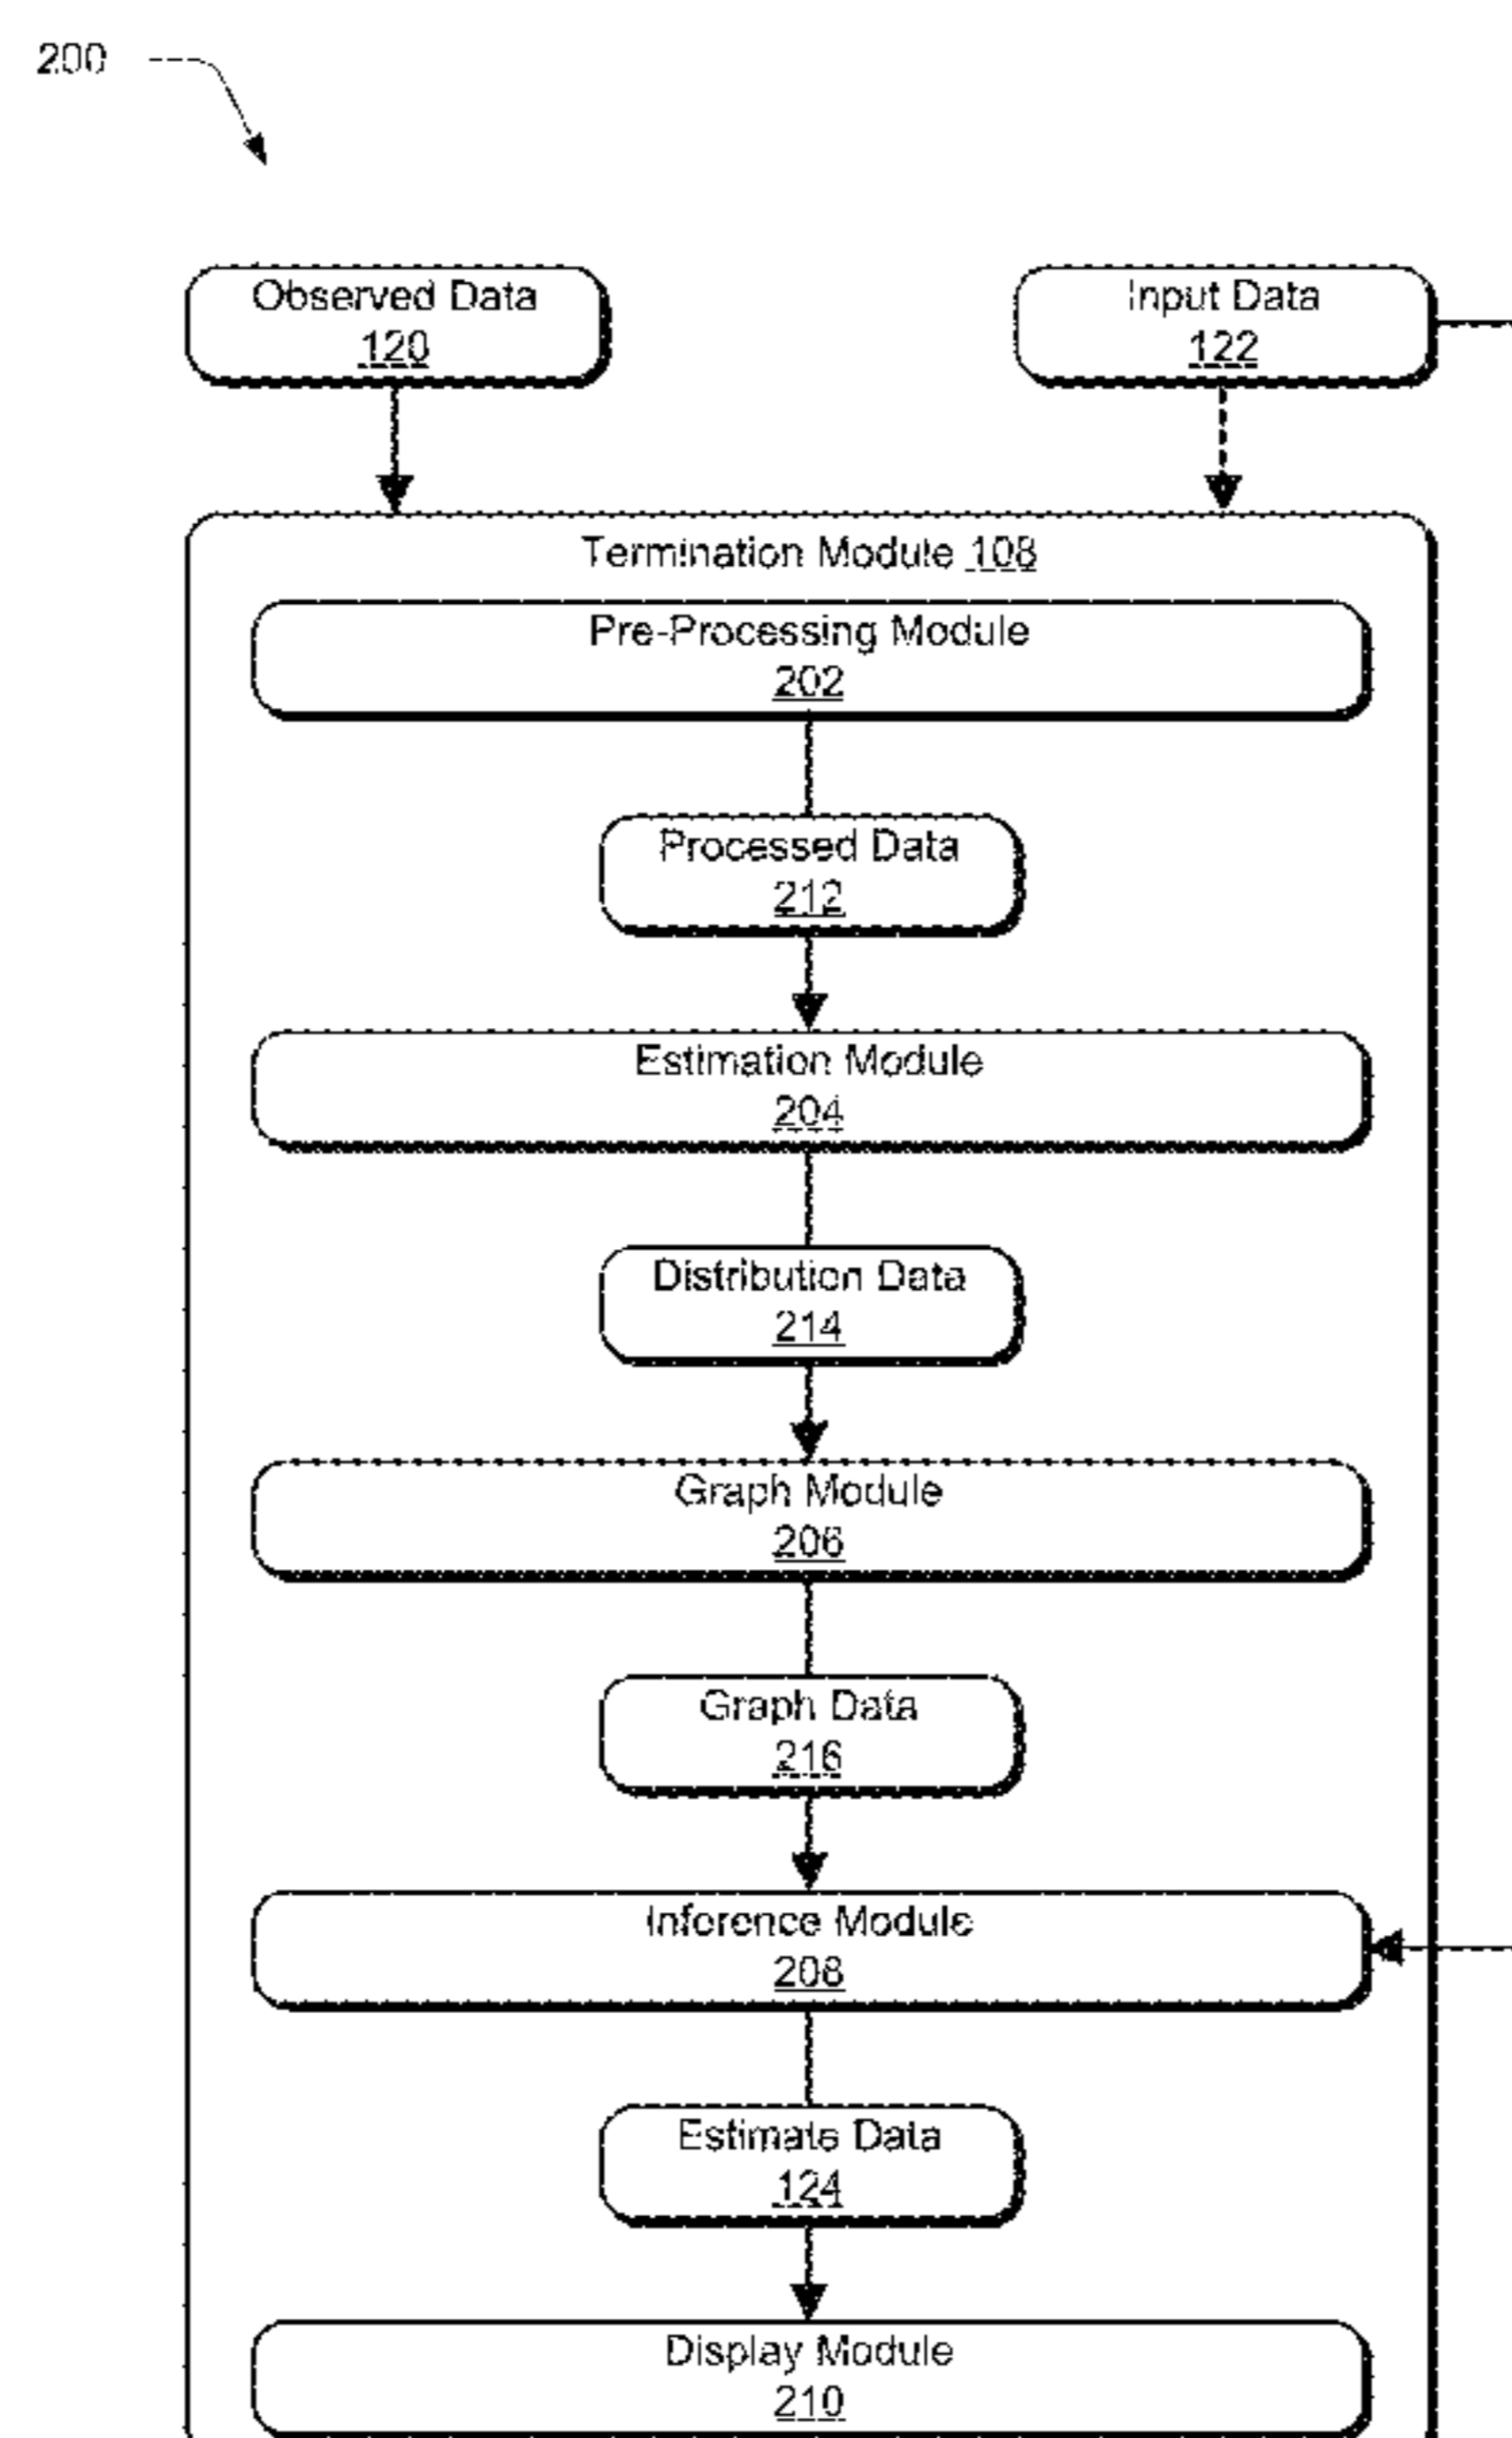 200
Observed Data
120
Input Data
122
Termination Module 108
Pre-Processing Module
202
Processed Data
212
Estimation Module
204
Distribution Data
214
Graph Module
206
Graph Data
216
Inference Module
208
Estimate Data
124
Display Module
210